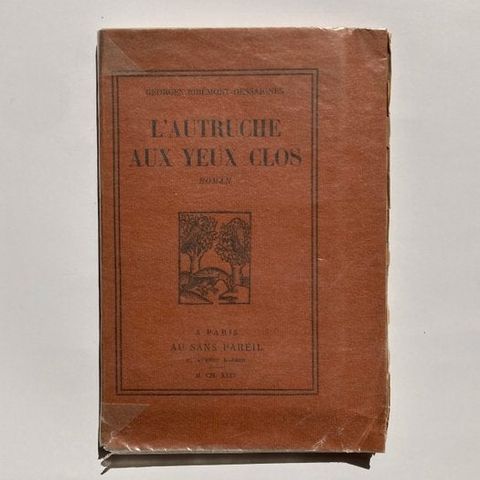 GEORGES RIBEMONT-DESSAIGNES
L'AUTRUCHE
AUX YEUX CLOS
ROMAN
A PARIS
AU SANS PAREIL